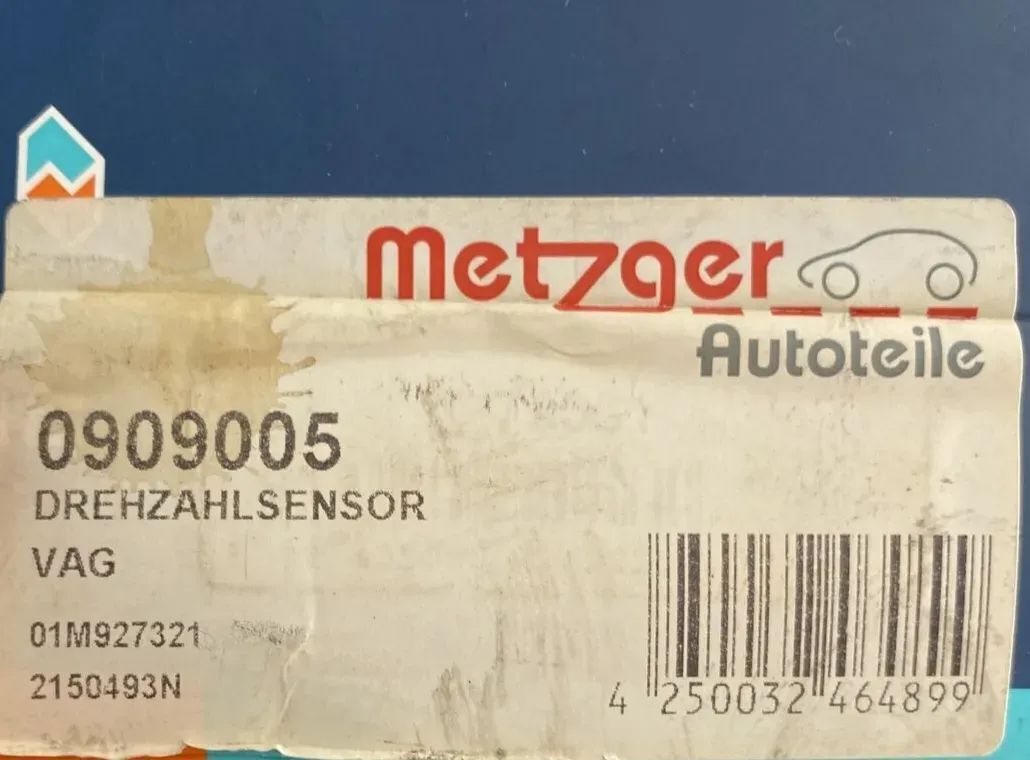 Metzger
Autoteile
0909005
DREHZAHLSENSOR
VAG
01M927321
2150493N
4 250032 464899